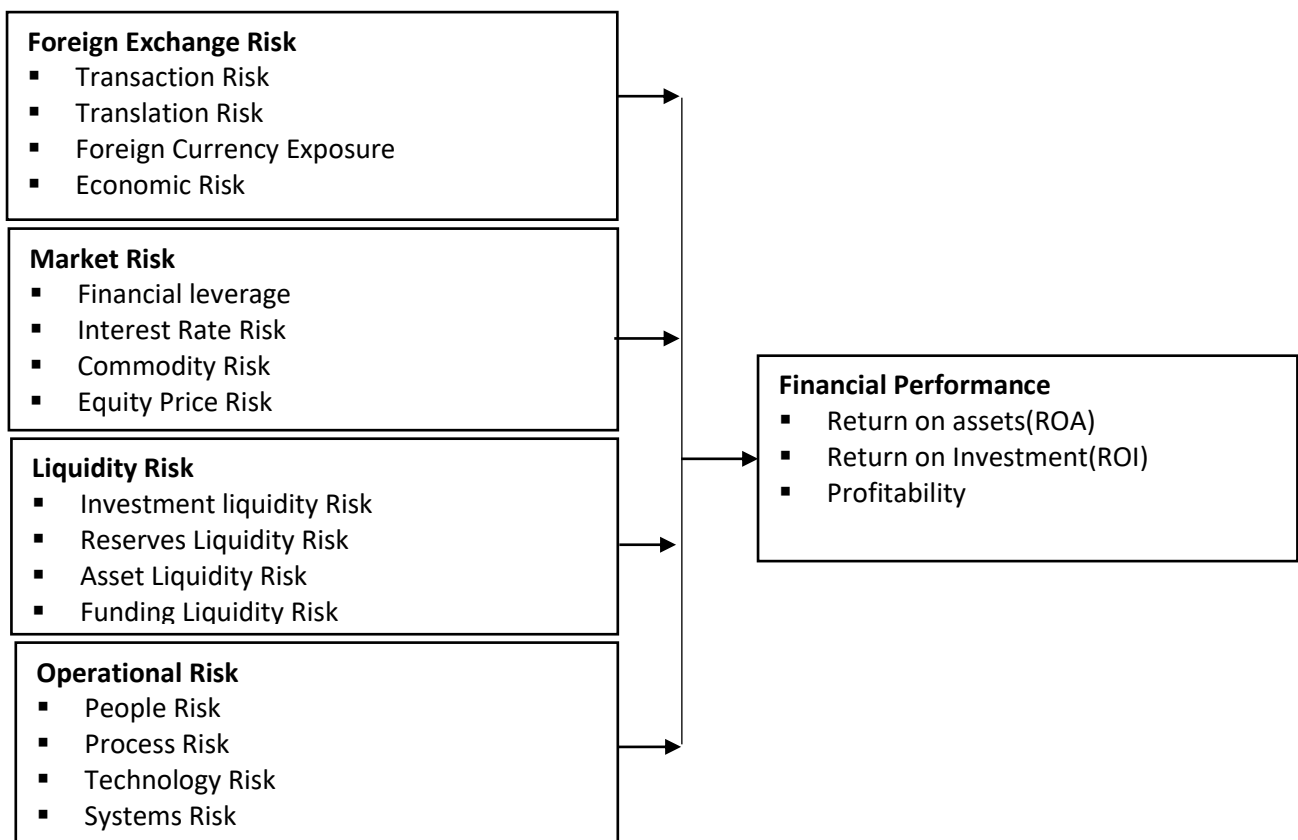 Foreign Exchange Risk
▪ Transaction Risk
▪ Translation Risk
▪ Foreign Currency Exposure
▪ Economic Risk
Market Risk
▪ Financial leverage
▪ Interest Rate Risk
▪ Commodity Risk
▪ Equity Price Risk
Liquidity Risk
▪ Investment liquidity Risk
▪ Reserves Liquidity Risk
▪ Asset Liquidity Risk
▪ Funding Liquidity Risk
Operational Risk
▪ People Risk
▪ Process Risk
▪ Technology Risk
▪ Systems Risk
Financial Performance
▪ Return on assets(ROA)
▪ Return on Investment(ROI)
▪ Profitability